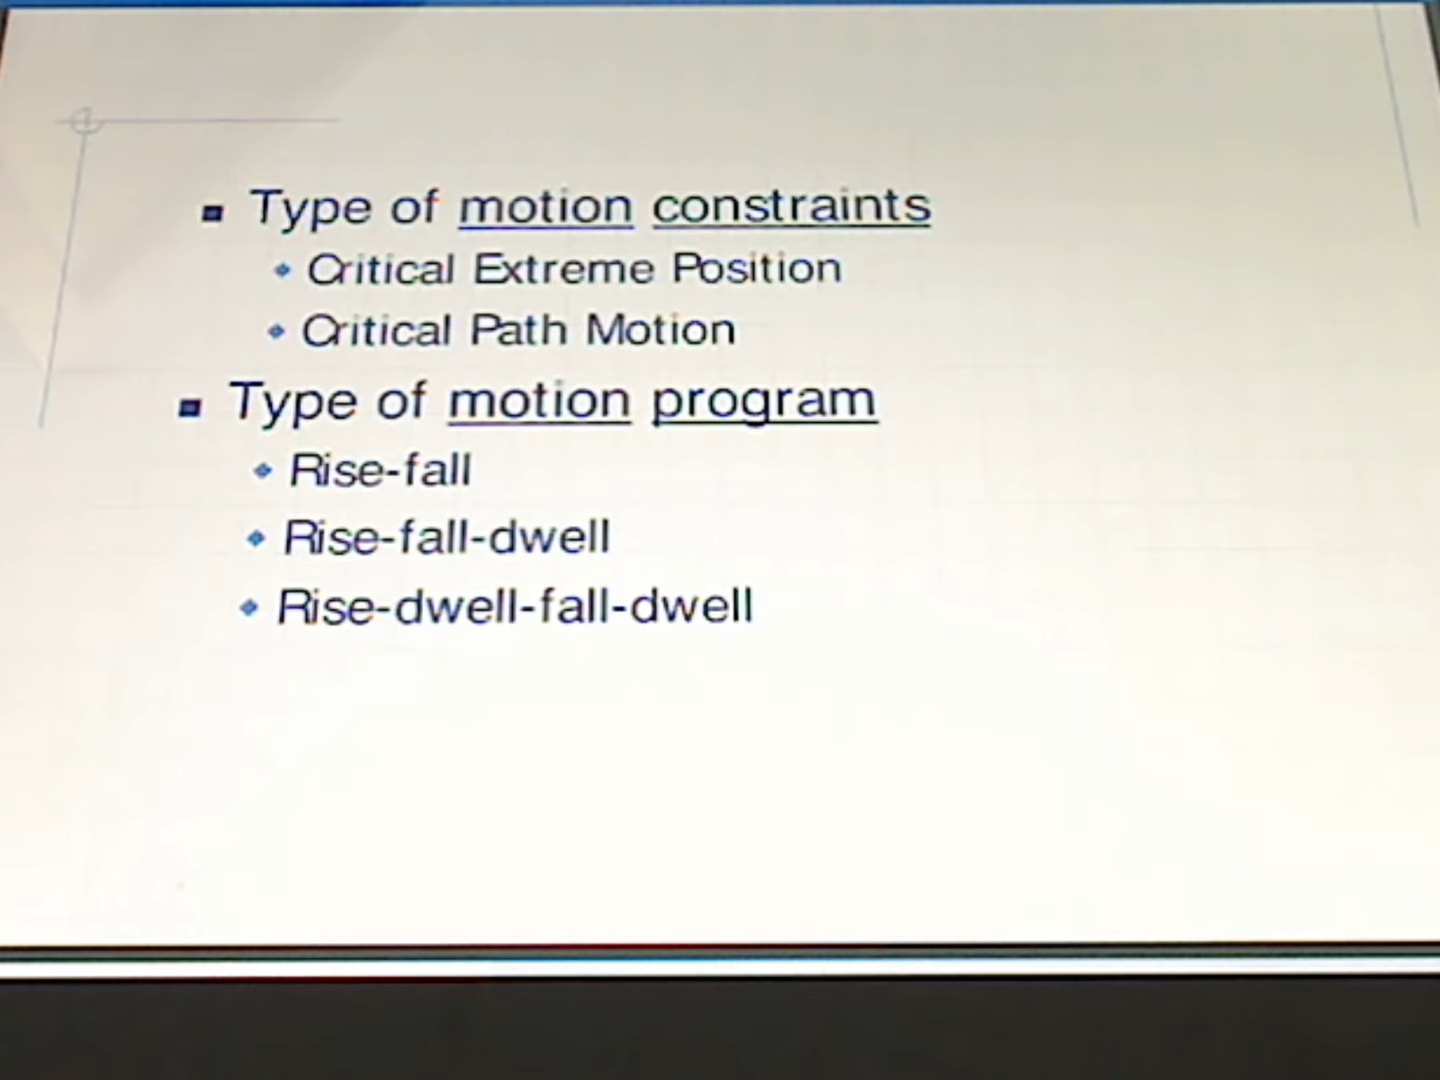 Type of motion constraints
Critical Extreme Position
Critical Path Motion
Type of motion program
Rise-fall
Rise-fall-dwell
Rise-dwell-fall-dwell